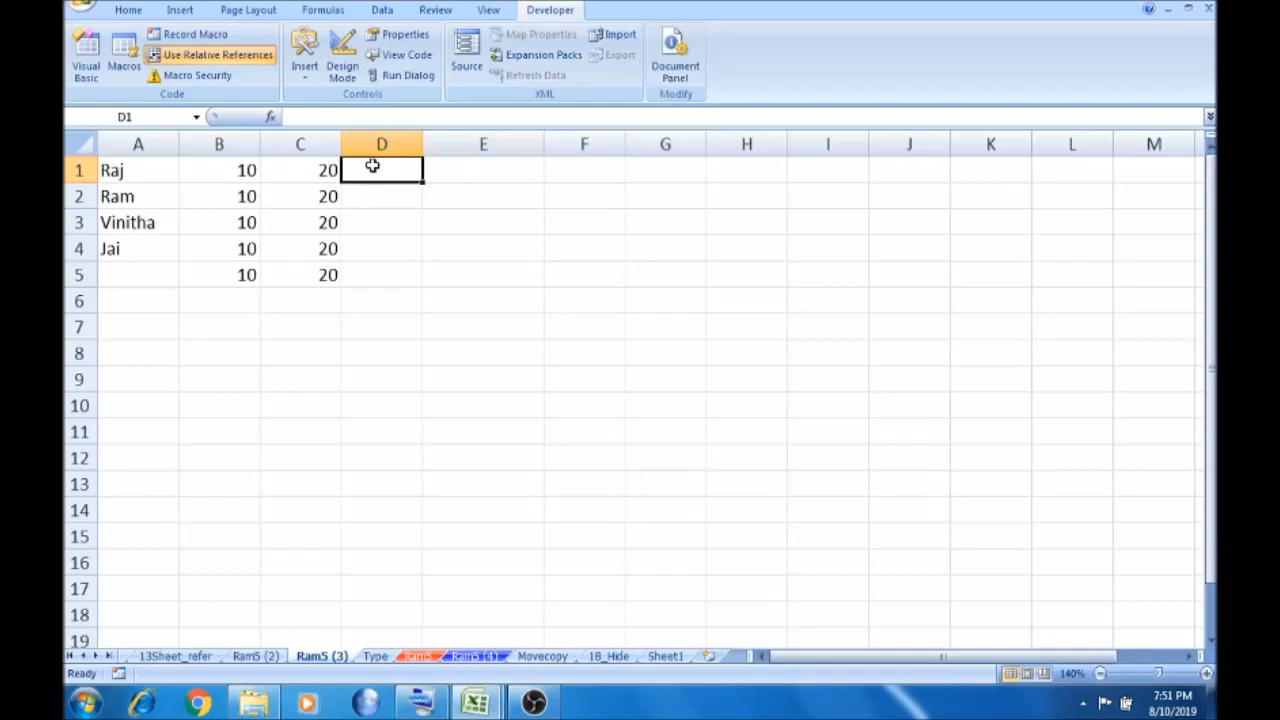 Home Insert Page Layout Formulas Data Review View Developer
Record Macro Properties Map Properties Import
Use Relative References View Code Expansion Packs Export
Visual Basic Macros Macro Security Insert Design Mode Run Dialog Source Refresh Data Document Panel
Code Controls XML Modify
D1 fx
A B C D E F G H I J K L M
1 Raj 10 20
2 Ram 10 20
3 Vinitha 10 20
4 Jai 10 20
5 10 20
6
7
8
9
10
11
12
13
14
15
16
17
18
19
13Sheet_refer Ram5 (2) Ram5 (3) Type Ram5 Ram5 (4) Movecopy 18_Hide Sheet1
Ready 140%
7:51 PM
8/10/2019